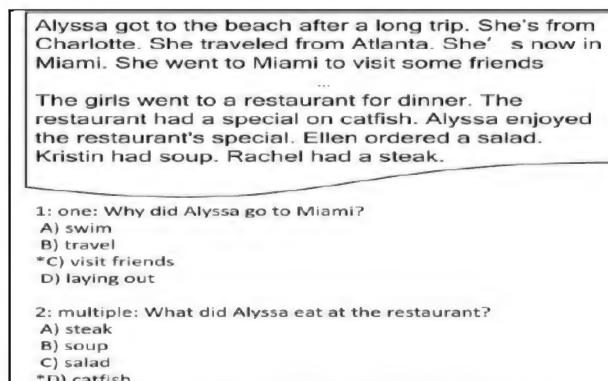 Alyssa got to the beach after a long trip. She's from
Charlotte. She traveled from Atlanta. She′ s now in
Miami. She went to Miami to visit some friends
...
The girls went to a restaurant for dinner. The
restaurant had a special on catfish. Alyssa enjoyed
the restaurant's special. Ellen ordered a salad.
Kristin had soup. Rachel had a steak.
1: one: Why did Alyssa go to Miami?
A) swim
B) travel
*C) visit friends
D) laying out
2: multiple: What did Alyssa eat at the restaurant?
A) steak
B) soup
C) salad
*D) catfish